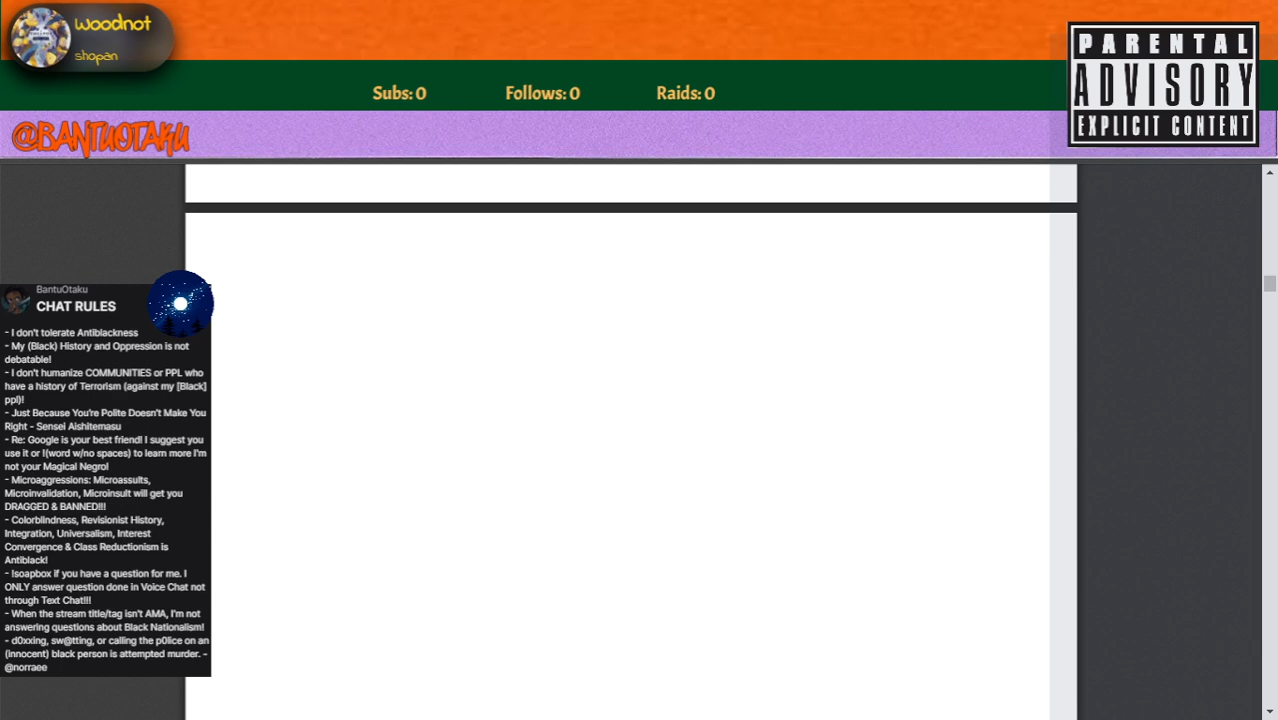 woodnot
shopan
PARENTAL
ADVISORY
EXPLICIT CONTENT
Subs: 0
Follows: 0
Raids: 0
@BANTUOTAKU
BantuOtaku
CHAT RULES
- I don't tolerate Antiblackness
- My (Black) History and Oppression is not
debatable!
- I don't humanize COMMUNITIES or PPL who
have a history of Terrorism (against my [Black]
ppl)!
- Just Because You're Polite Doesn't Make You
Right - Sensei Aishitemasu
- Re: Google is your best friend! I suggest you
use it or !(word w/no spaces) to learn more I'm
not your Magical Negro!
- Microaggressions: Microassults,
Microinvalidation, Microinsult will get you
DRAGGED & BANNED!!!
- Colorblindness, Revisionist History,
Integration, Universalism, Interest
Convergence & Class Reductionism is
Antiblack!
- !soapbox if you have a question for me. I
ONLY answer question done in Voice Chat not
through Text Chat!!!
- When the stream title/tag isn't AMA, I'm not
answering questions about Black Nationalism!
- d0xxing, sw@tting, or calling the p0lice on an
(innocent) black person is attempted murder. -
@norraee